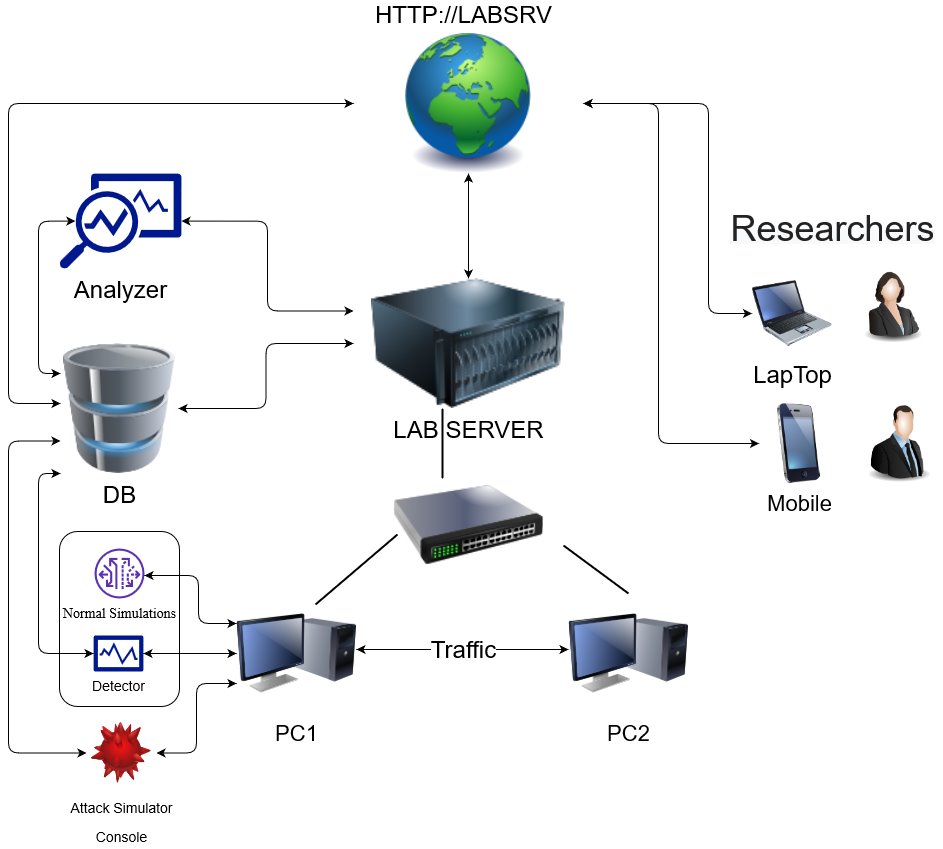 HTTP://LABSRV
Researchers
Analyzer
LapTop
LAB SERVER
DB
Mobile
Normal Simulations
Traffic
Detector
PC1
PC2
Attack Simulator
Console